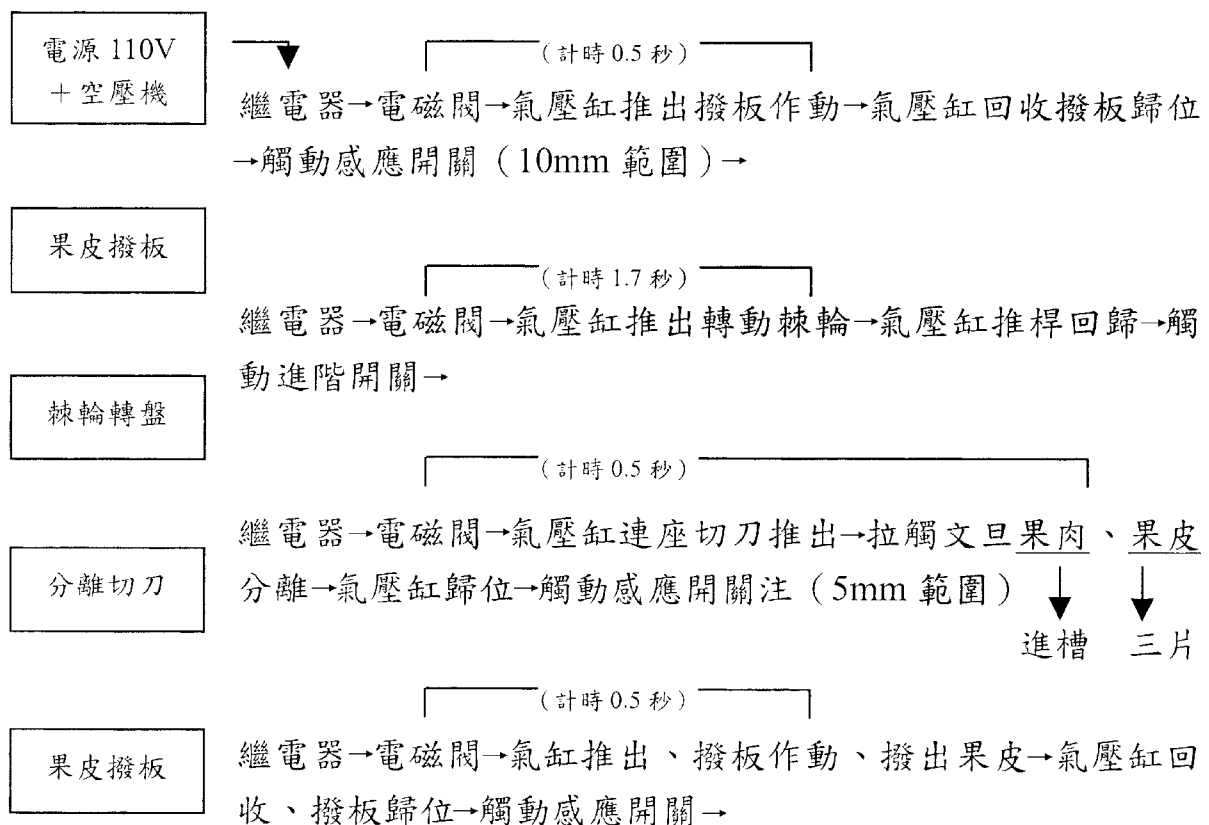 電源 110V
＋空壓機
（計時 0.5 秒）
繼電器→電磁閥→氣壓缸推出撥板作動→氣壓缸回收撥板歸位
→觸動感應開關（10mm 範圍）→
果皮撥板
（計時 1.7 秒）
繼電器→電磁閥→氣壓缸推出轉動棘輪→氣壓缸推桿回歸→觸
動進階開關→
棘輪轉盤
（計時 0.5 秒）
繼電器→電磁閥→氣壓缸連座切刀推出→拉觸文旦果肉、果皮
分離→氣壓缸歸位→觸動感應開關注（5mm 範圍）
分離切刀
進槽 三片
（計時 0.5 秒）
繼電器→電磁閥→氣缸推出、撥板作動、撥出果皮→氣壓缸回
收、撥板歸位→觸動感應開關→
果皮撥板